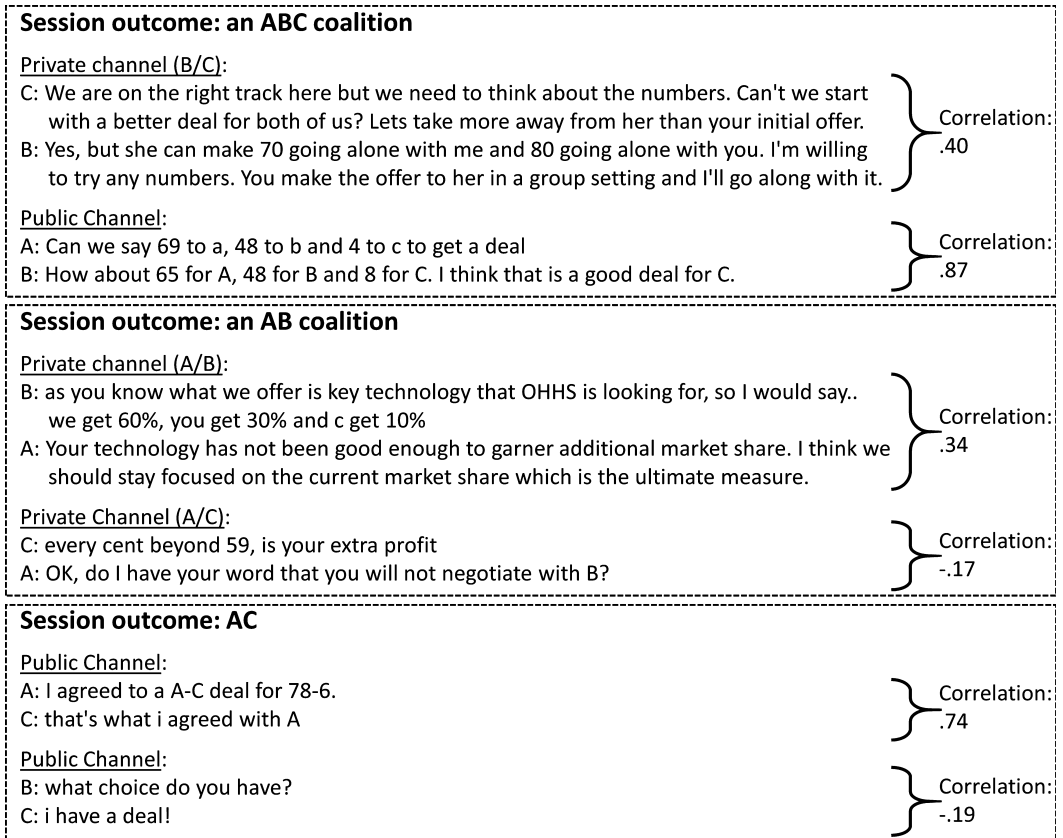 Session outcome: an ABC coalition
Private channel (B/C):
C: We are on the right track here but we need to think about the numbers. Can't we start
with a better deal for both of us? Lets take more away from her than your initial offer.
B: Yes, but she can make 70 going alone with me and 80 going alone with you. I'm willing
to try any numbers. You make the offer to her in a group setting and I'll go along with it.
Correlation:
.40
Public Channel:
A: Can we say 69 to a, 48 to b and 4 to c to get a deal
B: How about 65 for A, 48 for B and 8 for C. I think that is a good deal for C.
Correlation:
.87
Session outcome: an AB coalition
Private channel (A/B):
B: as you know what we offer is key technology that OHHS is looking for, so I would say..
we get 60%, you get 30% and c get 10%
A: Your technology has not been good enough to garner additional market share. I think we
should stay focused on the current market share which is the ultimate measure.
Correlation:
.34
Private Channel (A/C):
C: every cent beyond 59, is your extra profit
A: OK, do I have your word that you will not negotiate with B?
Correlation:
-.17
Session outcome: AC
Public Channel:
A: I agreed to a A-C deal for 78-6.
C: that's what i agreed with A
Correlation:
.74
Public Channel:
B: what choice do you have?
C: i have a deal!
Correlation:
-.19